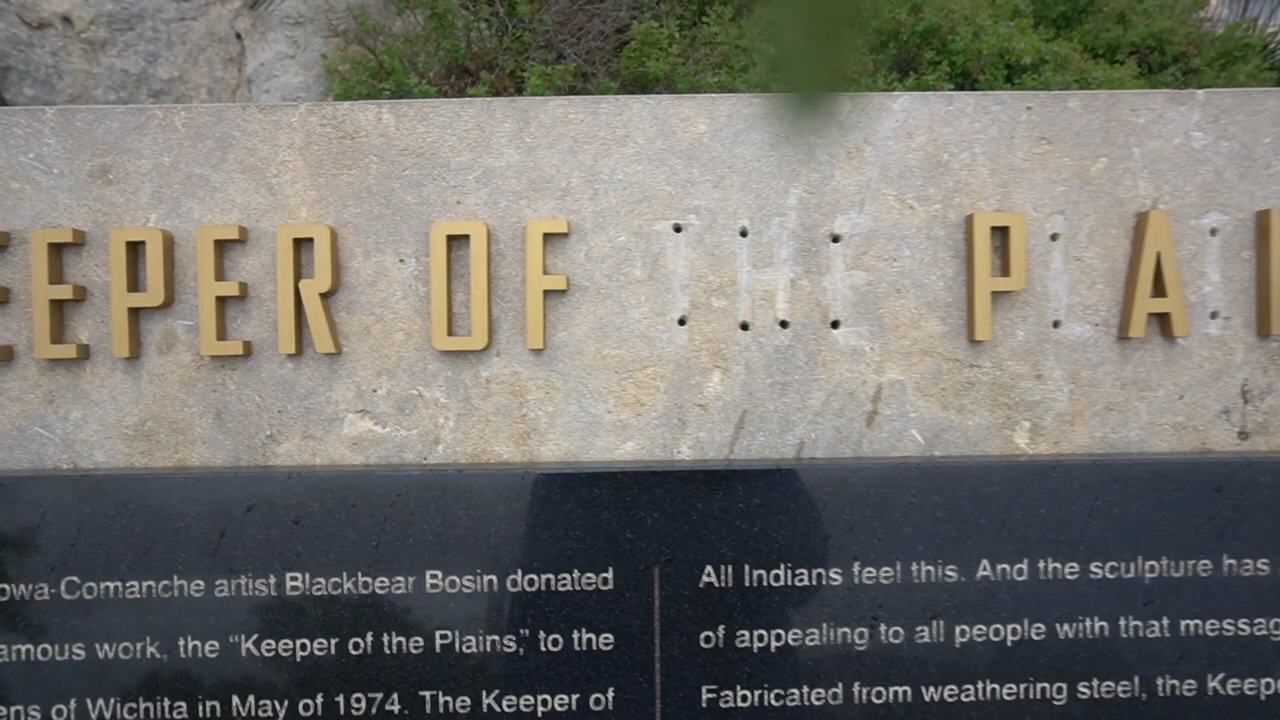 EEPER OF THE PLAI
owa-Comanche artist Blackbear Bosin donated
amous work, the “Keeper of the Plains,” to the
ens of Wichita in May of 1974. The Keeper of
All Indians feel this. And the sculpture has
of appealing to all people with that messag
Fabricated from weathering steel, the Keepe